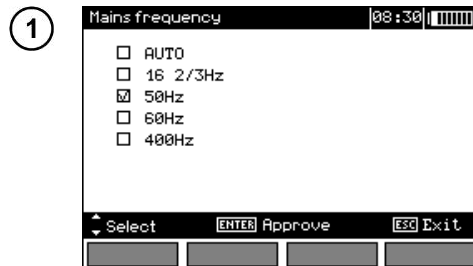 1
Mains frequency 08:30
AUTO
16 2/3Hz
50Hz
60Hz
400Hz
Select ENTER Approve ESC Exit